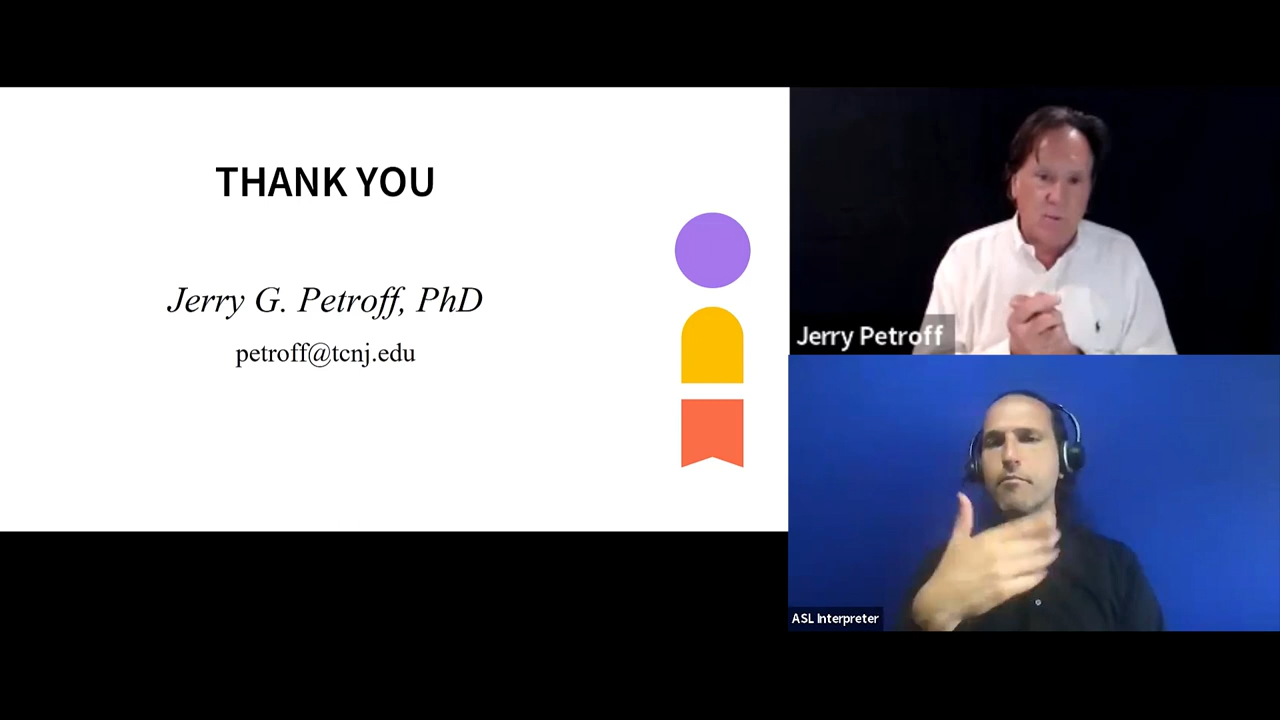 THANK YOU
Jerry G. Petroff, PhD
petroff@tcnj.edu
Jerry Petroff
ASL Interpreter